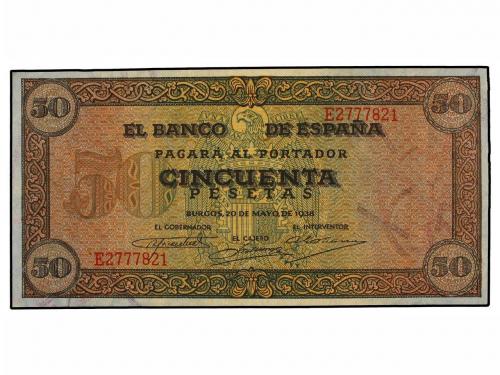 50 50
E2777821
EL BANCO DE ESPAÑA
PAGARÁ AL PORTADOR
50
CINCUENTA
PESETAS
BURGOS, 20 DE MAYO DE 1938
EL GOBERNADOR EL INTERVENTOR
EL CAJERO
E2777821
50 50